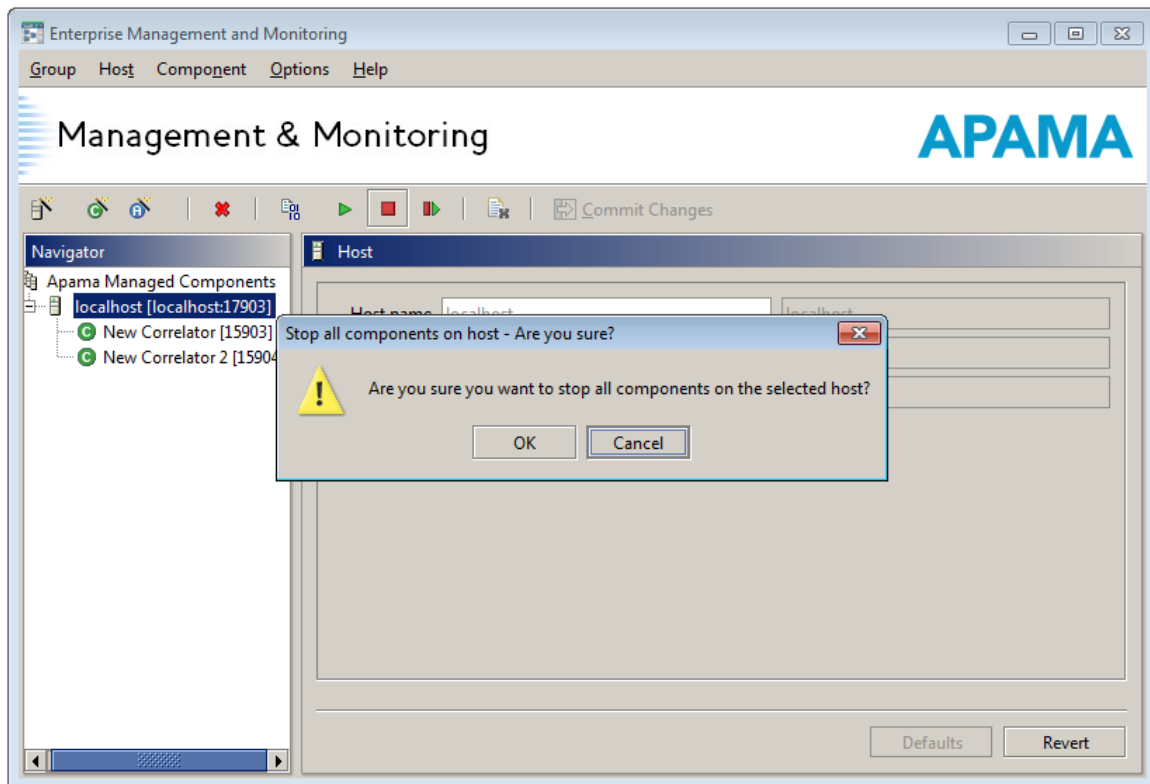 Enterprise Management and Monitoring
Group Host Component Options Help
Management & Monitoring
APAMA
Commit Changes
Navigator
Host
Apama Managed Components
localhost [localhost:17903]
New Correlator [15903]
New Correlator 2 [15904
Host name localhost localhost
Stop all components on host - Are you sure?
Are you sure you want to stop all components on the selected host?
OK Cancel
Defaults Revert